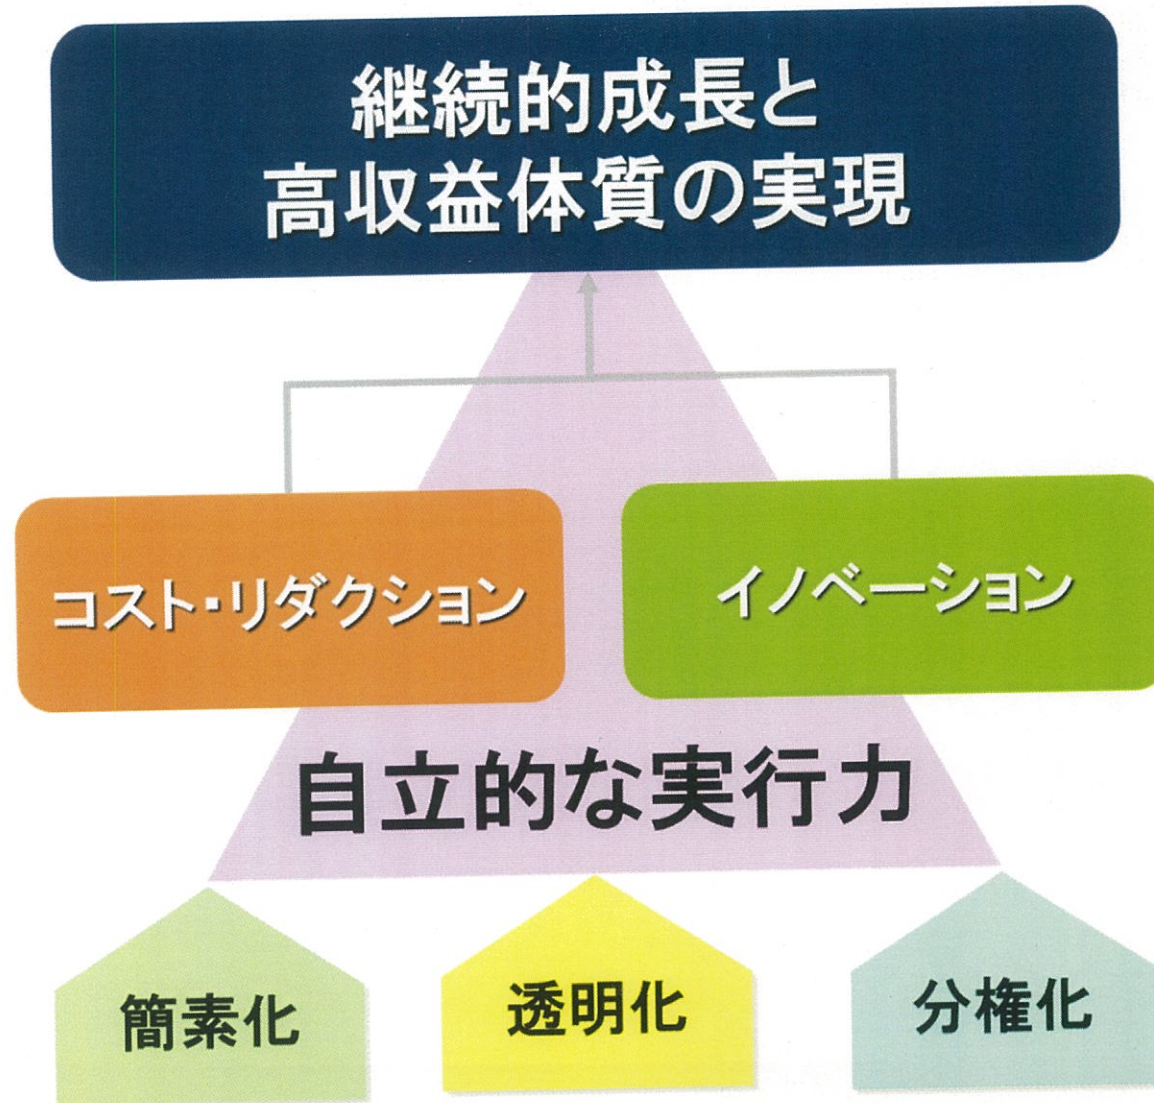 継続的成長と
高収益体質の実現
コスト・リダクション
イノベーション
自立的な実行力
簡素化
透明化
分権化